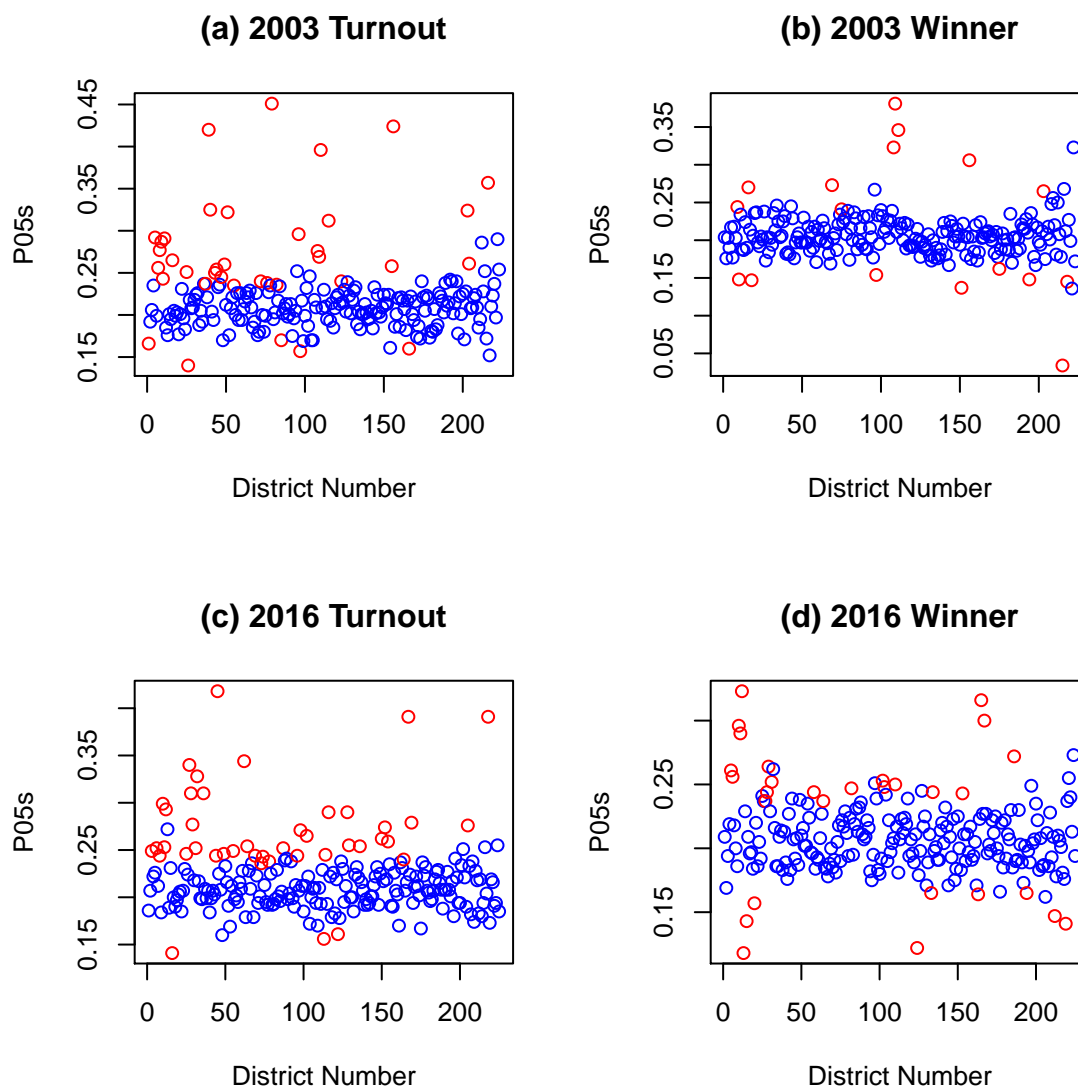 (a) 2003 Turnout
P05s
0.45
0.35
0.25
0.15
0 50 100 150 200
District Number
(b) 2003 Winner
P05s
0.35
0.25
0.15
0.05
0 50 100 150 200
District Number
(c) 2016 Turnout
P05s
0.35
0.25
0.15
0 50 100 150 200
District Number
(d) 2016 Winner
P05s
0.25
0.15
0 50 100 150 200
District Number